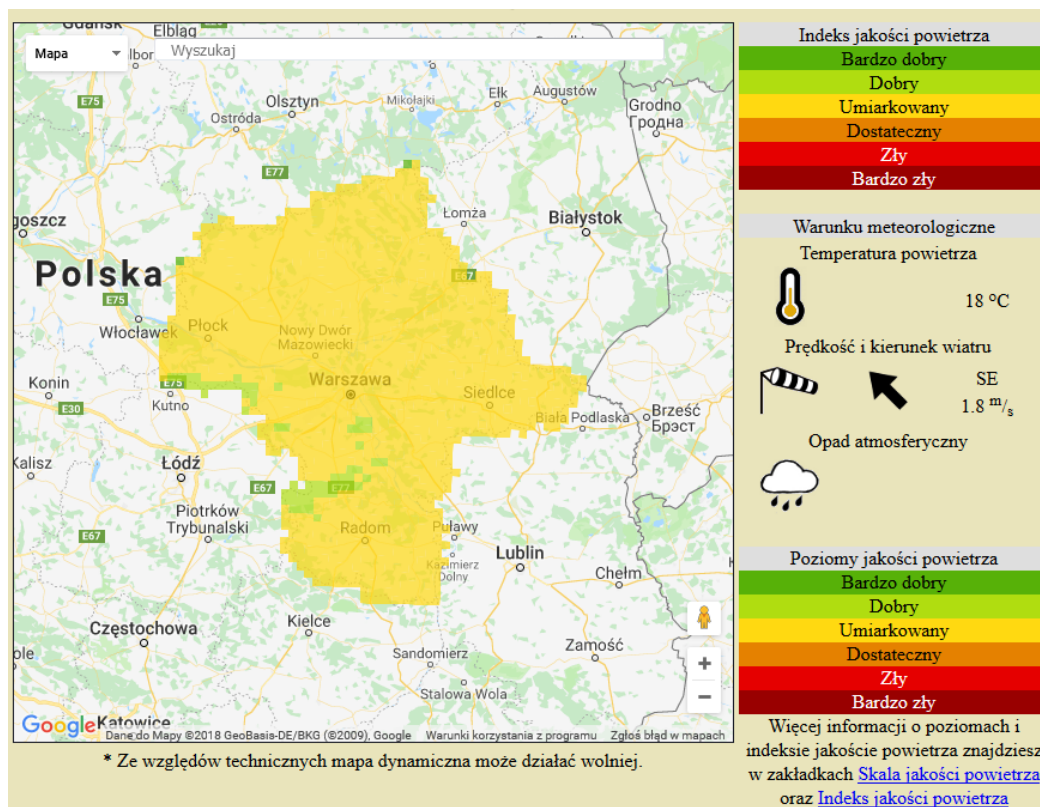 Gdańsk
Elbląg
Mapa
Wyszukaj
E75
Olsztyn
Mikołajki
Ełk
Augustów
Ostróda
Grodno
Гродна
E77
Łomża
Białystok
Polska
E67
E75
Włocławek
Płock
Nowy Dwór
Mazowiecki
Konin
E75
Warszawa
Siedlce
Kutno
E30
Biała Podlaska
Brześć
Брэст
Kalisz
Łódź
E67
E77
Piotrków
Trybunalski
Radom
Puławy
E67
Kazimierz
Dolny
Lublin
Chełm
Częstochowa
Kielce
Zamość
Sandomierz
Stalowa Wola
+
−
Google
Katowice
Dane do Mapy ©2018 GeoBasis-DE/BKG (©2009), Google
Warunki korzystania z programu
Zgłoś błąd w mapach
* Ze względów technicznych mapa dynamiczna może działać wolniej.
Indeks jakości powietrza
Bardzo dobry
Dobry
Umiarkowany
Dostateczny
Zły
Bardzo zły
Warunku meteorologiczne
Temperatura powietrza
18 °C
Prędkość i kierunek wiatru
SE
1.8 m/s
Opad atmosferyczny
Poziomy jakości powietrza
Bardzo dobry
Dobry
Umiarkowany
Dostateczny
Zły
Bardzo zły
Więcej informacji o poziomach i
indeksie jakoście powietrza znajdziesz
w zakładkach Skala jakości powietrza
oraz Indeks jakości powietrza